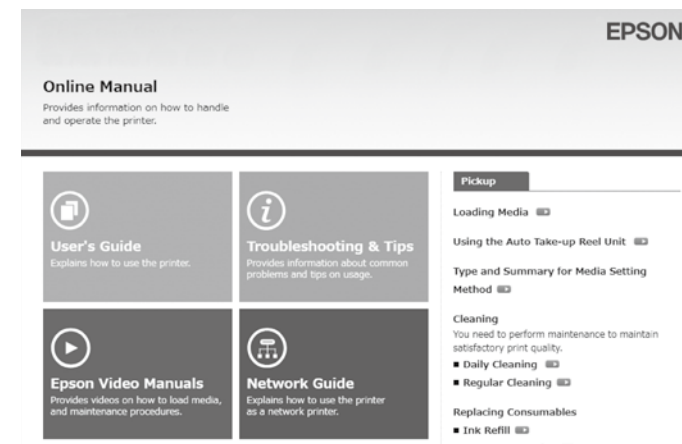 EPSON
Online Manual
Provides information on how to handle
and operate the printer.
User's Guide
Explains how to use the printer.
Troubleshooting & Tips
Provides information about common
problems and tips on usage.
Epson Video Manuals
Provides videos on how to load media,
and maintenance procedures.
Network Guide
Explains how to use the printer
as a network printer.
Pickup
Loading Media
Using the Auto Take-up Reel Unit
Type and Summary for Media Setting
Method
Cleaning
You need to perform maintenance to maintain
satisfactory print quality.
■ Daily Cleaning
■ Regular Cleaning
Replacing Consumables
■ Ink Refill